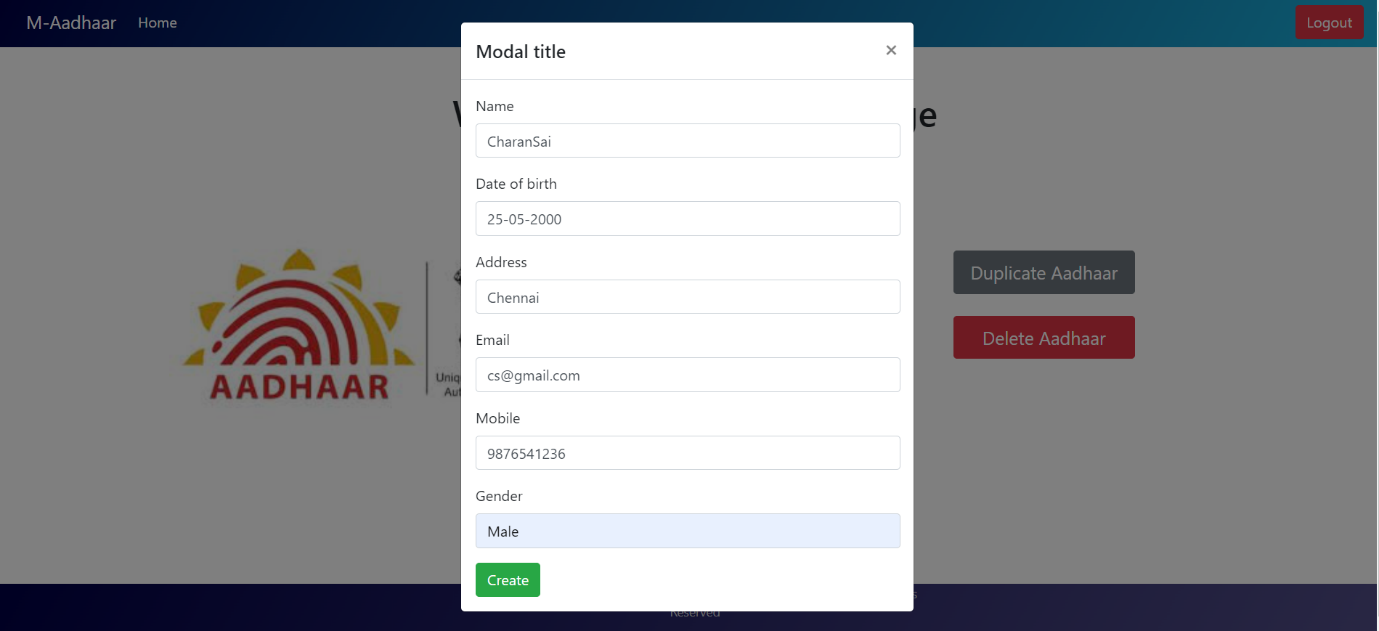 M-Aadhaar Home Logout
Modal title ×
Name
CharanSai
Date of birth
25-05-2000
Address
Chennai
Email
cs@gmail.com
Mobile
9876541236
Gender
Male
Create
AADHAAR
Duplicate Aadhaar
Delete Aadhaar
Reserved